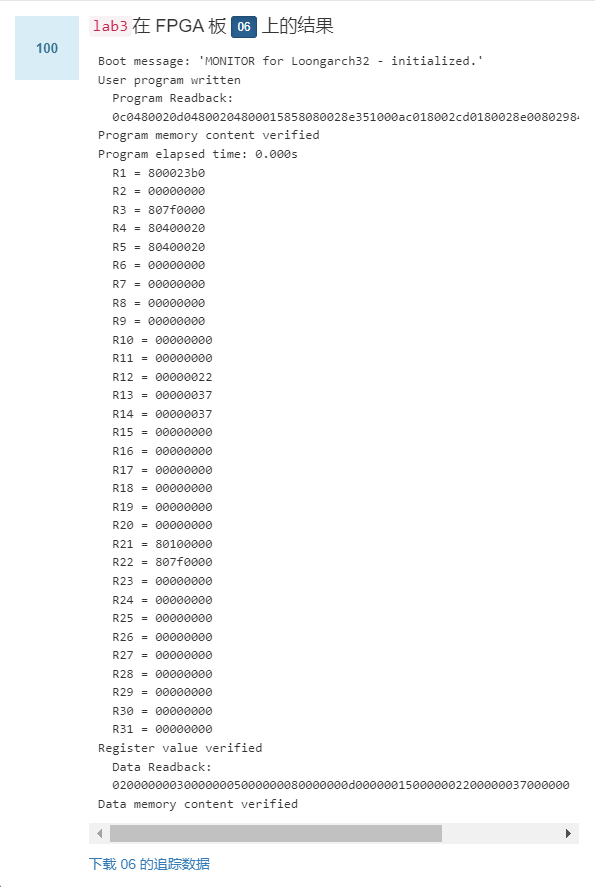 100
lab3 在 FPGA 板 06 上的结果
Boot message: 'MONITOR for Loongarch32 - initialized.'
User program written
Program Readback:
0c0480020d04800204800015858080028e351000ac018002cd0180028e00802984
Program memory content verified
Program elapsed time: 0.000s
R1 = 800023b0
R2 = 00000000
R3 = 807f0000
R4 = 80400020
R5 = 80400020
R6 = 00000000
R7 = 00000000
R8 = 00000000
R9 = 00000000
R10 = 00000000
R11 = 00000000
R12 = 00000022
R13 = 00000037
R14 = 00000037
R15 = 00000000
R16 = 00000000
R17 = 00000000
R18 = 00000000
R19 = 00000000
R20 = 00000000
R21 = 80100000
R22 = 807f0000
R23 = 00000000
R24 = 00000000
R25 = 00000000
R26 = 00000000
R27 = 00000000
R28 = 00000000
R29 = 00000000
R30 = 00000000
R31 = 00000000
Register value verified
Data Readback:
020000000300000005000000080000000d000000150000002200000037000000
Data memory content verified
下载 06 的追踪数据